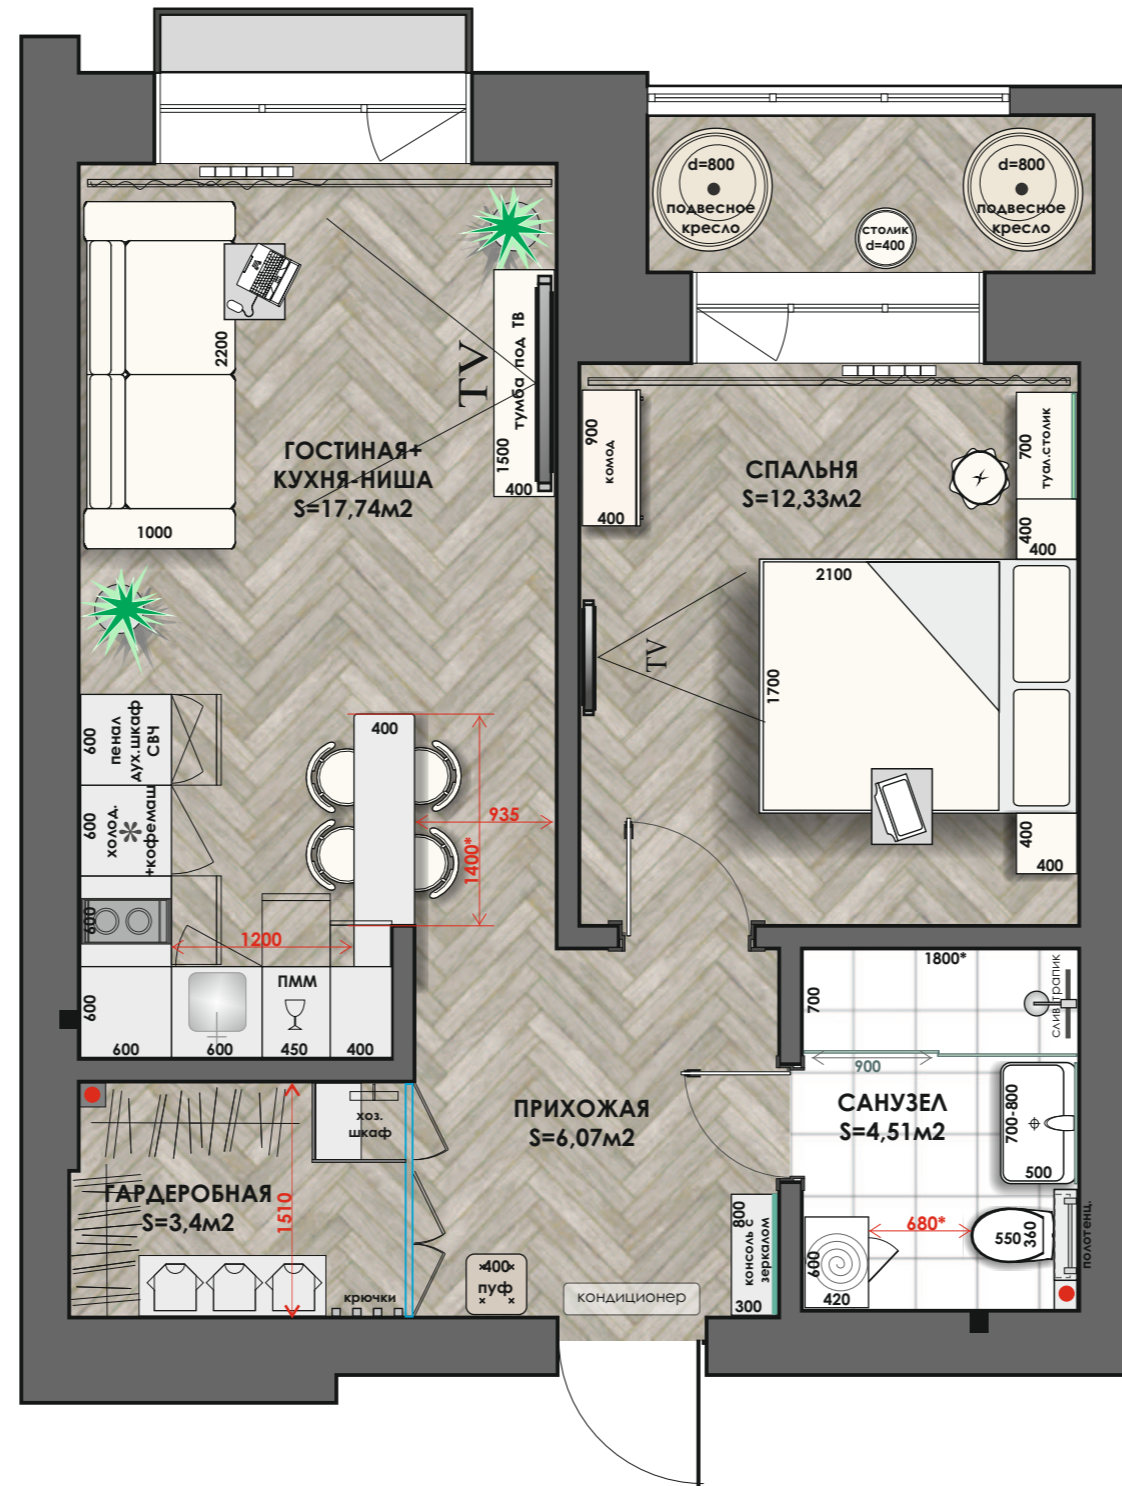 d=800
подвесное
кресло
столик
d=400
d=800
подвесное
кресло
2200
1000
TV
тумба под ТВ
1500
400
ГОСТИНАЯ+
КУХНЯ-НИША
S=17,74м2
900
комод
400
СПАЛЬНЯ
S=12,33м2
700
туал.столик
400
400
2100
1700
TV
400
400
600
пенал
дух.шкаф
СВЧ
600
холод.
+кофемаш
600
400
935
1400*
1200
600
600
600
ПММ
450
400
1800*
700
слив трапик
900
САНУЗЕЛ
S=4,51м2
700-800
500
680*
550
360
полотенц.
600
420
ПРИХОЖАЯ
S=6,07м2
хоз.
шкаф
ГАРДЕРОБНАЯ
S=3,4м2
1510
крючки
400
пуф
кондиционер
800
консоль с
зеркалом
300